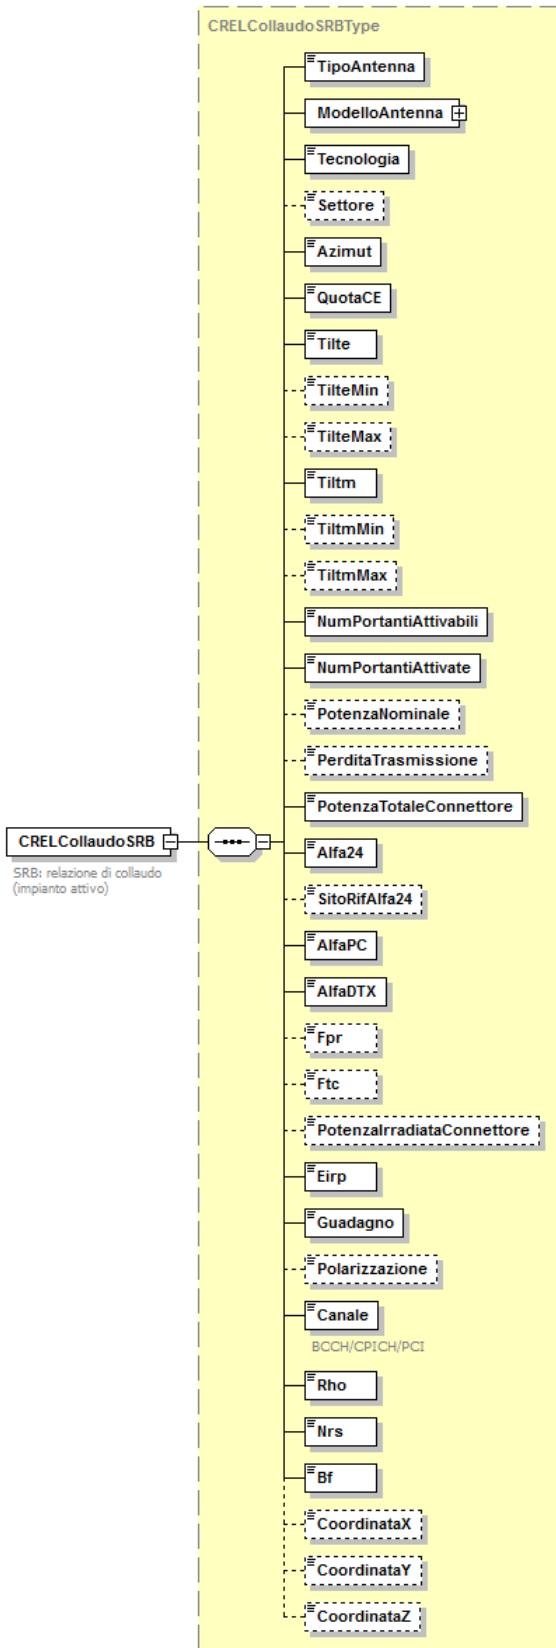 CRELCollaudoSRBType
TipoAntenna
ModelloAntenna
Tecnologia
Settore
Azimut
QuotaCE
Tilte
TilteMin
TilteMax
Tiltm
TiltmMin
TiltmMax
NumPortantiAttivabili
NumPortantiAttivate
PotenzaNominale
PerditaTrasmissione
PotenzaTotaleConnettore
CRELCollaudoSRB
SRB: relazione di collaudo
(impianto attivo)
Alfa24
SitoRifAlfa24
AlfaPC
AlfaDTX
Fpr
Ftc
PotenzaIrradiataConnettore
Eirp
Guadagno
Polarizzazione
Canale
BCCH/CPICH/PCI
Rho
Nrs
Bf
CoordinataX
CoordinataY
CoordinataZ